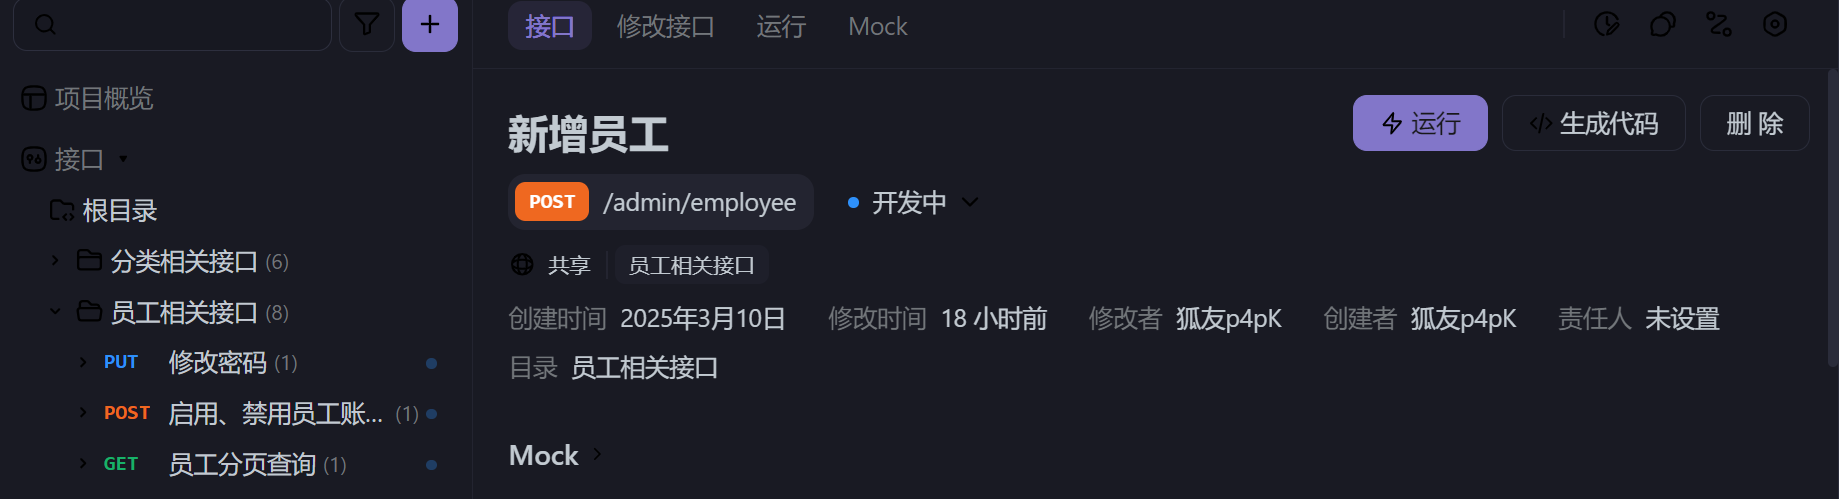 接口 修改接口 运行 Mock
项目概览
接口
根目录
分类相关接口 (6)
员工相关接口 (8)
PUT 修改密码 (1)
POST 启用、禁用员工账... (1)
GET 员工分页查询 (1)
新增员工
运行 生成代码 删 除
POST /admin/employee 开发中
共享 员工相关接口
创建时间 2025年3月10日 修改时间 18 小时前 修改者 狐友p4pK 创建者 狐友p4pK 责任人 未设置
目录 员工相关接口
Mock